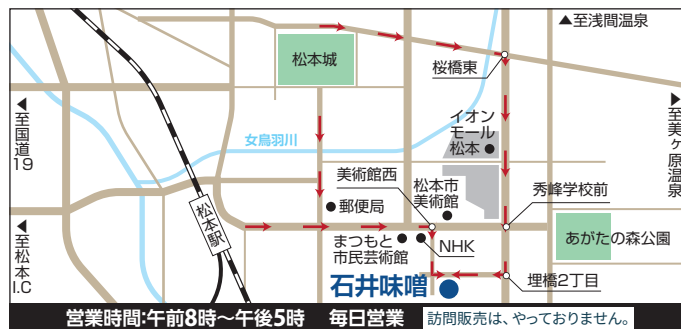 ▲至浅間温泉
松本城
桜橋東
◀至国道19
イオン
モール
松本
▶至美ヶ原温泉
女鳥羽川
美術館西
松本市
美術館
秀峰学校前
郵便局
松本駅
まつもと
市民芸術館
NHK
あがたの森公園
◀至松本I.C
埋橋2丁目
石井味噌
営業時間:午前8時〜午後5時 毎日営業 訪問販売は、やっておりません。